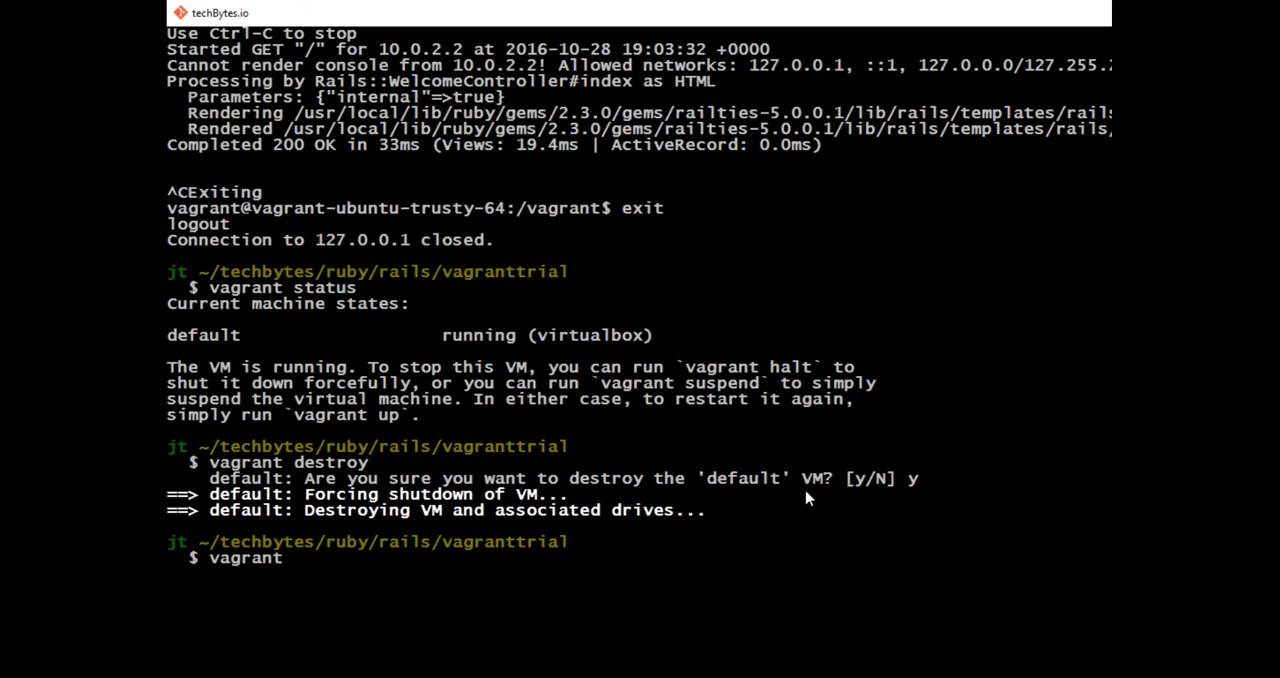 techBytes.io
Use Ctrl-C to stop
Started GET "/" for 10.0.2.2 at 2016-10-28 19:03:32 +0000
Cannot render console from 10.0.2.2! Allowed networks: 127.0.0.1, ::1, 127.0.0.0/127.255.2
Processing by Rails::WelcomeController#index as HTML
  Parameters: {"internal"=>true}
  Rendering /usr/local/lib/ruby/gems/2.3.0/gems/railties-5.0.0.1/lib/rails/templates/rails
  Rendered /usr/local/lib/ruby/gems/2.3.0/gems/railties-5.0.0.1/lib/rails/templates/rails/
Completed 200 OK in 33ms (Views: 19.4ms | ActiveRecord: 0.0ms)
^CExiting
vagrant@vagrant-ubuntu-trusty-64:/vagrant$ exit
logout
Connection to 127.0.0.1 closed.
jt ~/techbytes/ruby/rails/vagranttrial
  $ vagrant status
Current machine states:
default                   running (virtualbox)
The VM is running. To stop this VM, you can run `vagrant halt` to
shut it down forcefully, or you can run `vagrant suspend` to simply
suspend the virtual machine. In either case, to restart it again,
simply run `vagrant up`.
jt ~/techbytes/ruby/rails/vagranttrial
  $ vagrant destroy
    default: Are you sure you want to destroy the 'default' VM? [y/N] y
==> default: Forcing shutdown of VM...
==> default: Destroying VM and associated drives...
jt ~/techbytes/ruby/rails/vagranttrial
  $ vagrant